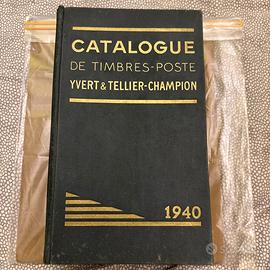 CATALOGUE
DE TIMBRES-POSTE
YVERT & TELLIER-CHAMPION
1940